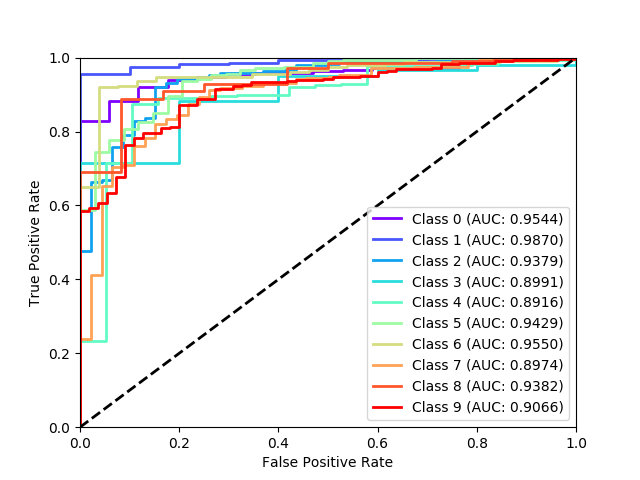 1.0
0.8
0.6
0.4
0.2
0.0
True Positive Rate
Class 0 (AUC: 0.9544)
Class 1 (AUC: 0.9870)
Class 2 (AUC: 0.9379)
Class 3 (AUC: 0.8991)
Class 4 (AUC: 0.8916)
Class 5 (AUC: 0.9429)
Class 6 (AUC: 0.9550)
Class 7 (AUC: 0.8974)
Class 8 (AUC: 0.9382)
Class 9 (AUC: 0.9066)
0.0 0.2 0.4 0.6 0.8 1.0
False Positive Rate